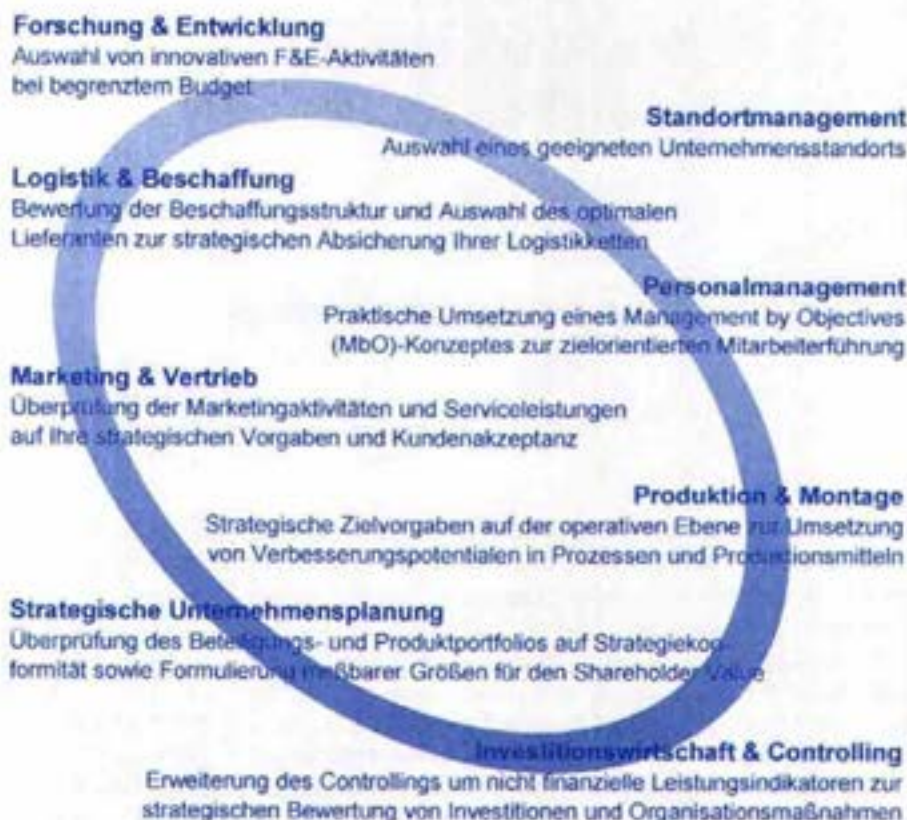 Forschung & Entwicklung
Auswahl von innovativen F&E-Aktivitäten
bei begrenztem Budget
Standortmanagement
Auswahl eines geeigneten Unternehmensstandorts
Logistik & Beschaffung
Bewertung der Beschaffungsstruktur und Auswahl des optimalen
Lieferanten zur strategischen Absicherung Ihrer Logistikketten
Personalmanagement
Praktische Umsetzung eines Management by Objectives
(MbO)-Konzeptes zur zielorientierten Mitarbeiterführung
Marketing & Vertrieb
Überprüfung der Marketingaktivitäten und Serviceleistungen
auf Ihre strategischen Vorgaben und Kundenakzeptanz
Produktion & Montage
Strategische Zielvorgaben auf der operativen Ebene zur Umsetzung
von Verbesserungspotentialen in Prozessen und Produktionsmitteln
Strategische Unternehmensplanung
Überprüfung des Beteiligungs- und Produktportfolios auf Strategiekon-
formität sowie Formulierung meßbarer Größen für den Shareholder Value
Investitionswirtschaft & Controlling
Erweiterung des Controllings um nicht finanzielle Leistungsindikatoren zur
strategischen Bewertung von Investitionen und Organisationsmaßnahmen